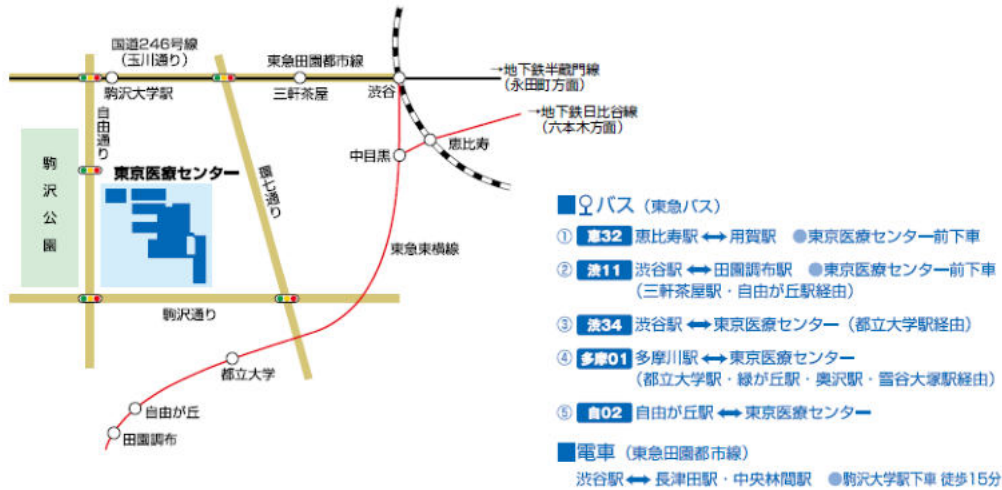 国道246号線
(玉川通り)
東急田園都市線
→地下鉄半蔵門線
(永田町方面)
駒沢大学駅
三軒茶屋
渋谷
→地下鉄日比谷線
(六本木方面)
自由通り
恵比寿
中目黒
駒沢公園
東京医療センター
環七通り
東急東横線
駒沢通り
都立大学
自由が丘
田園調布
バス (東急バス)
① 恵32 恵比寿駅⟷用賀駅 ●東京医療センター前下車
② 渋11 渋谷駅⟷田園調布駅 ●東京医療センター前下車
(三軒茶屋駅・自由が丘駅経由)
③ 渋34 渋谷駅⟷東京医療センター (都立大学駅経由)
④ 多摩01 多摩川駅⟷東京医療センター
(都立大学駅・緑が丘駅・奥沢駅・雪谷大塚駅経由)
⑤ 自02 自由が丘駅⟷東京医療センター
■電車 (東急田園都市線)
渋谷駅⟷長津田駅・中央林間駅 ●駒沢大学駅下車 徒歩15分